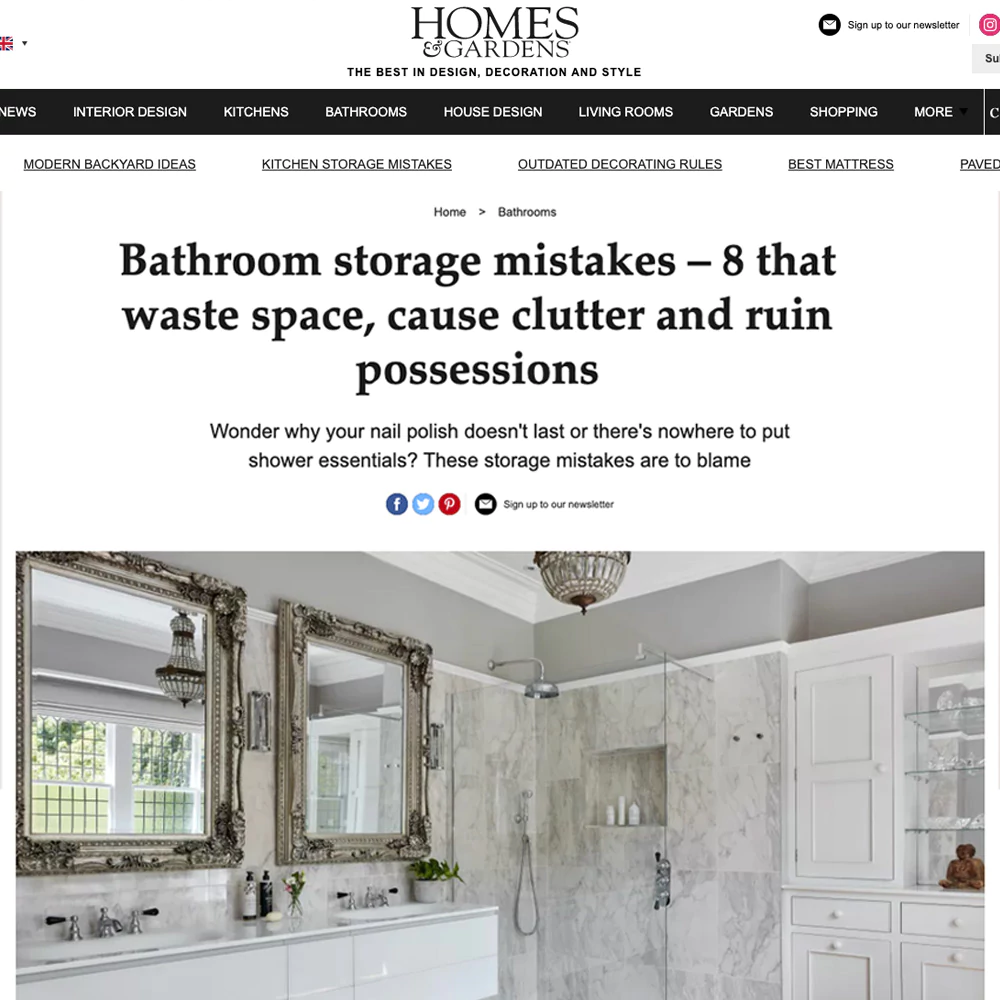 HOMES
&GARDENS
THE BEST IN DESIGN, DECORATION AND STYLE
Sign up to our newsletter
NEWS INTERIOR DESIGN KITCHENS BATHROOMS HOUSE DESIGN LIVING ROOMS GARDENS SHOPPING MORE
MODERN BACKYARD IDEAS KITCHEN STORAGE MISTAKES OUTDATED DECORATING RULES BEST MATTRESS PAVED
Home > Bathrooms
Bathroom storage mistakes – 8 that
waste space, cause clutter and ruin
possessions
Wonder why your nail polish doesn't last or there's nowhere to put
shower essentials? These storage mistakes are to blame
Sign up to our newsletter